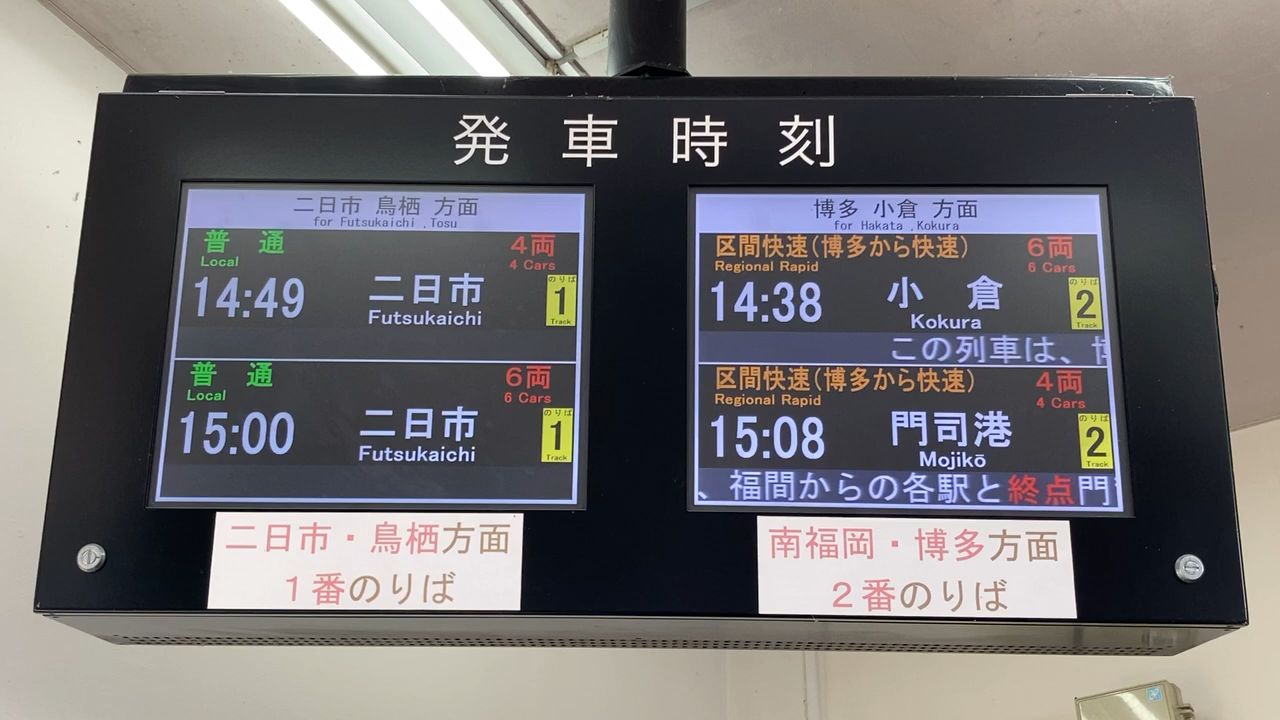 発車時刻
二日市 鳥栖 方面
for Futsukaichi ,Tosu
普通 4両
Local 4 Cars
14:49 二日市 のりば 1
Futsukaichi Track
普通 6両
Local 6 Cars
15:00 二日市 のりば 1
Futsukaichi Track
博多 小倉 方面
for Hakata ,Kokura
区間快速(博多から快速) 6両
Regional Rapid 6 Cars
14:38 小倉 のりば 2
Kokura Track
この列車は、
区間快速(博多から快速) 4両
Regional Rapid 4 Cars
15:08 門司港 のりば 2
Mojikō Track
、福間からの各駅と終点門
二日市・鳥栖方面
1番のりば
南福岡・博多方面
2番のりば